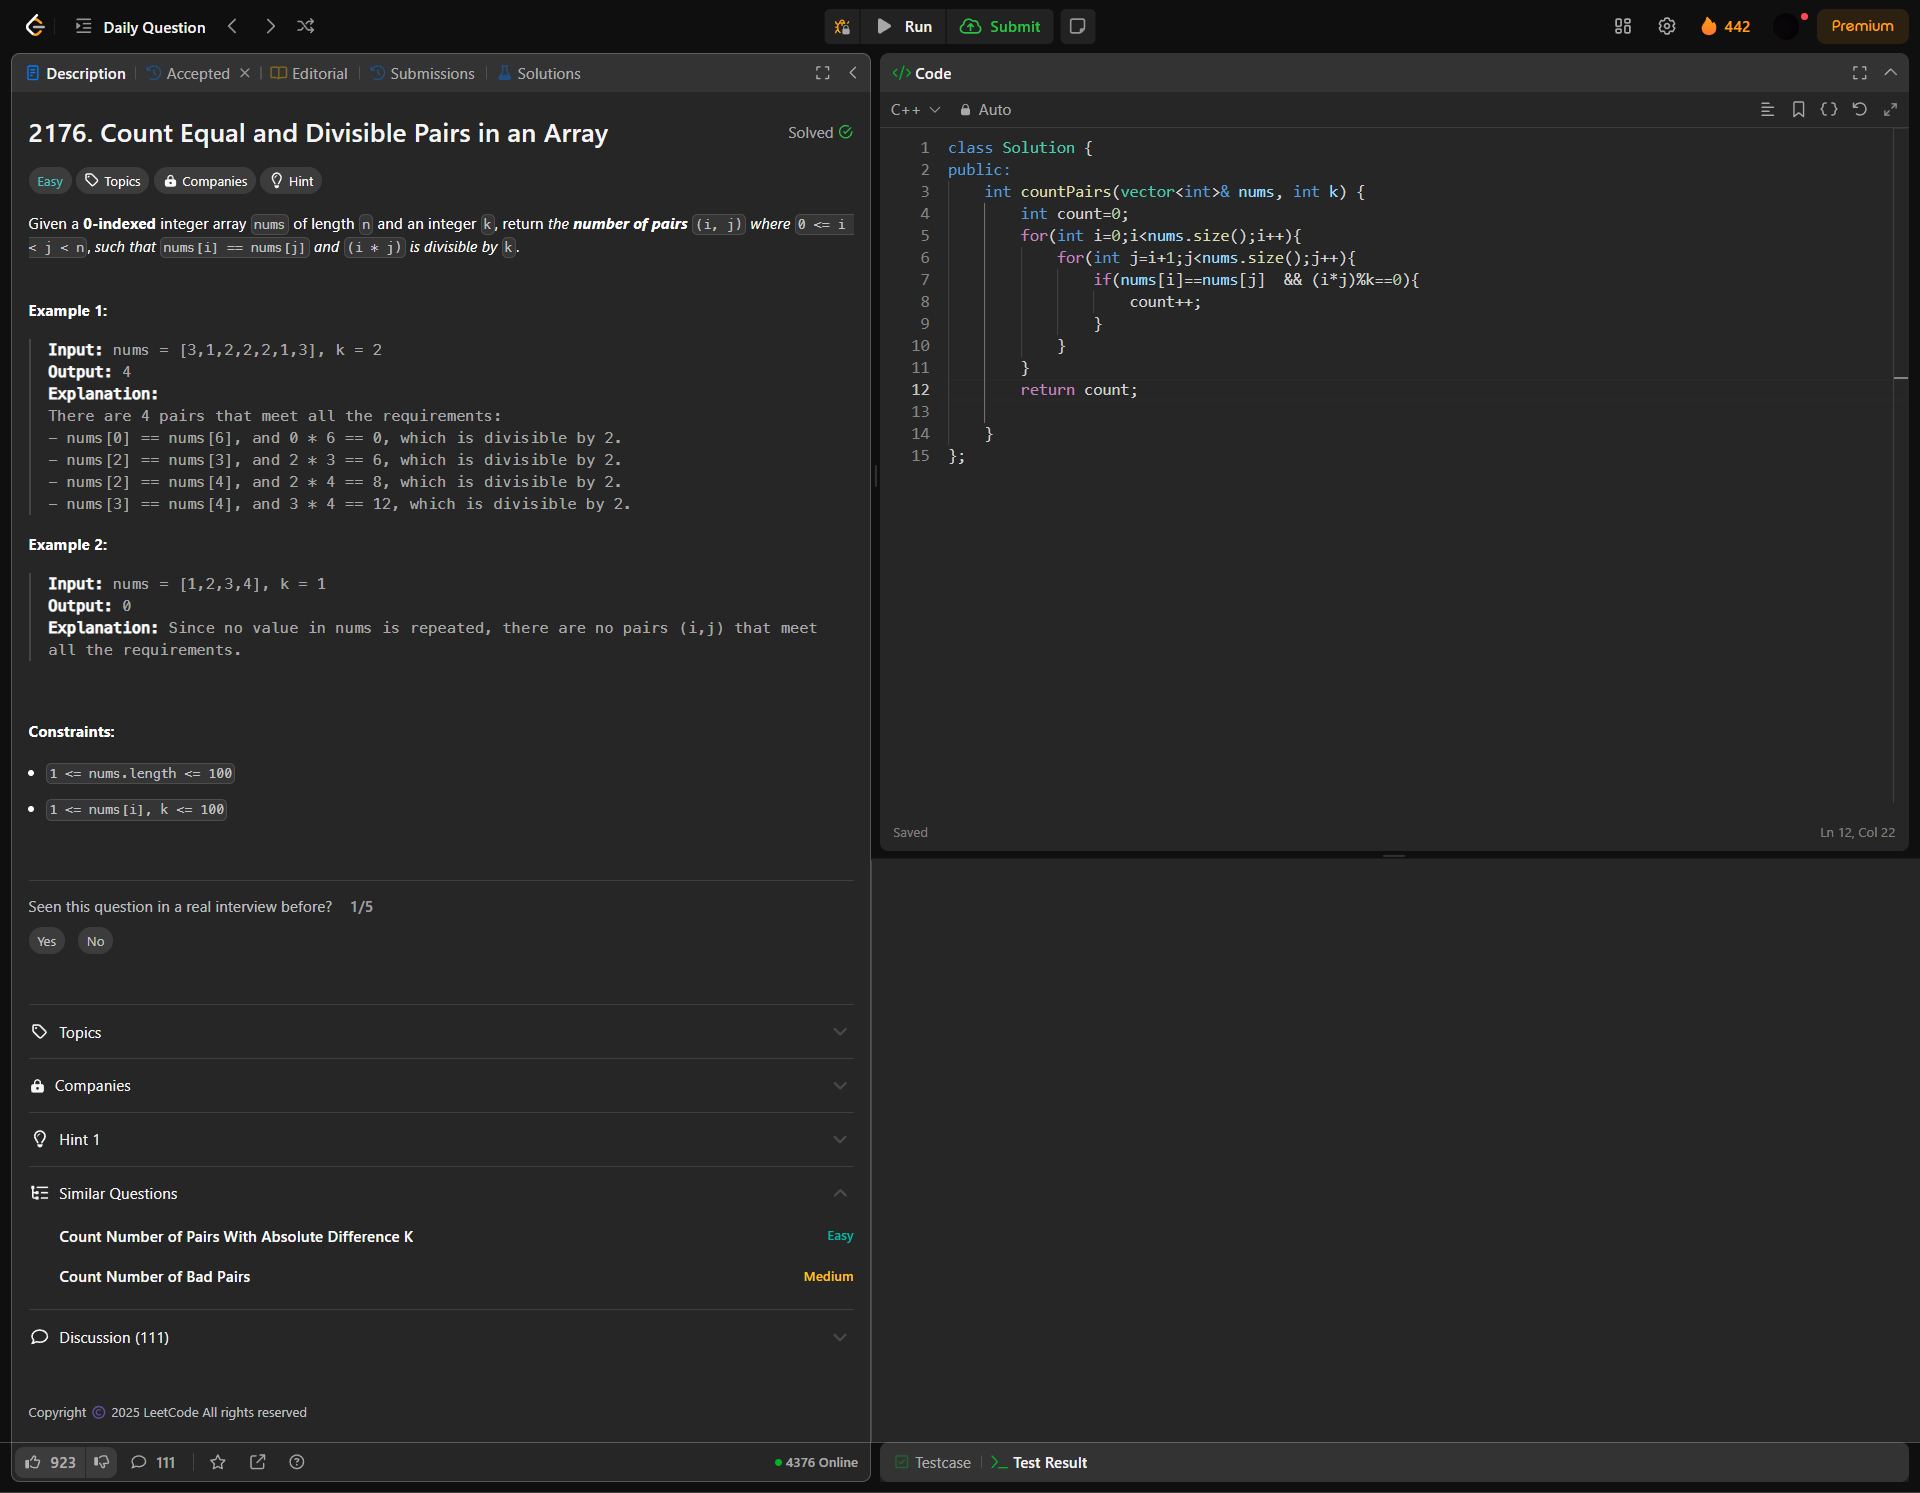 Daily Question
Run
Submit
442
Premium
Description
Accepted
Editorial
Submissions
Solutions
2176. Count Equal and Divisible Pairs in an Array
Solved
Easy
Topics
Companies
Hint
Given a 0-indexed integer array nums of length n and an integer k, return the number of pairs (i, j) where 0 <= i
< j < n, such that nums[i] == nums[j] and (i * j) is divisible by k.
Example 1:
Input: nums = [3,1,2,2,2,1,3], k = 2
Output: 4
Explanation:
There are 4 pairs that meet all the requirements:
- nums[0] == nums[6], and 0 * 6 == 0, which is divisible by 2.
- nums[2] == nums[3], and 2 * 3 == 6, which is divisible by 2.
- nums[2] == nums[4], and 2 * 4 == 8, which is divisible by 2.
- nums[3] == nums[4], and 3 * 4 == 12, which is divisible by 2.
Example 2:
Input: nums = [1,2,3,4], k = 1
Output: 0
Explanation: Since no value in nums is repeated, there are no pairs (i,j) that meet
all the requirements.
Constraints:
• 1 <= nums.length <= 100
• 1 <= nums[i], k <= 100
Seen this question in a real interview before? 1/5
Yes
No
Topics
Companies
Hint 1
Similar Questions
Count Number of Pairs With Absolute Difference K
Easy
Count Number of Bad Pairs
Medium
Discussion (111)
Copyright © 2025 LeetCode All rights reserved
923
111
4376 Online
</> Code
C++
Auto
1 class Solution {
2 public:
3     int countPairs(vector<int>& nums, int k) {
4         int count=0;
5         for(int i=0;i<nums.size();i++){
6             for(int j=i+1;j<nums.size();j++){
7                 if(nums[i]==nums[j]  && (i*j)%k==0){
8                     count++;
9                 }
10             }
11         }
12         return count;
13
14     }
15 };
Saved
Ln 12, Col 22
Testcase
Test Result